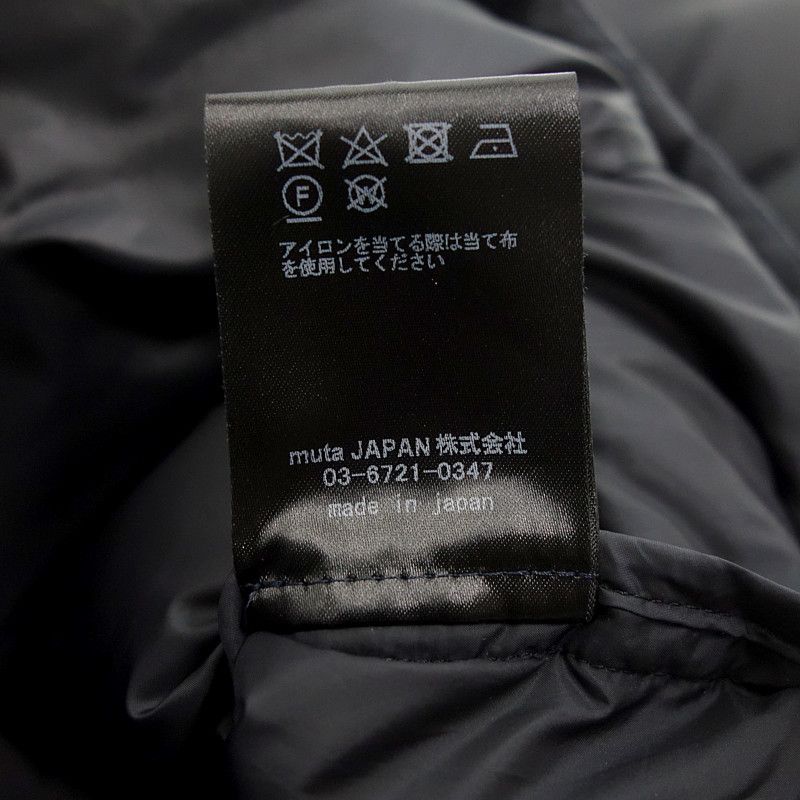 F
W
アイロンを当てる際は当て布
を使用してください
muta JAPAN 株式会社
03-6721-0347
made in japan